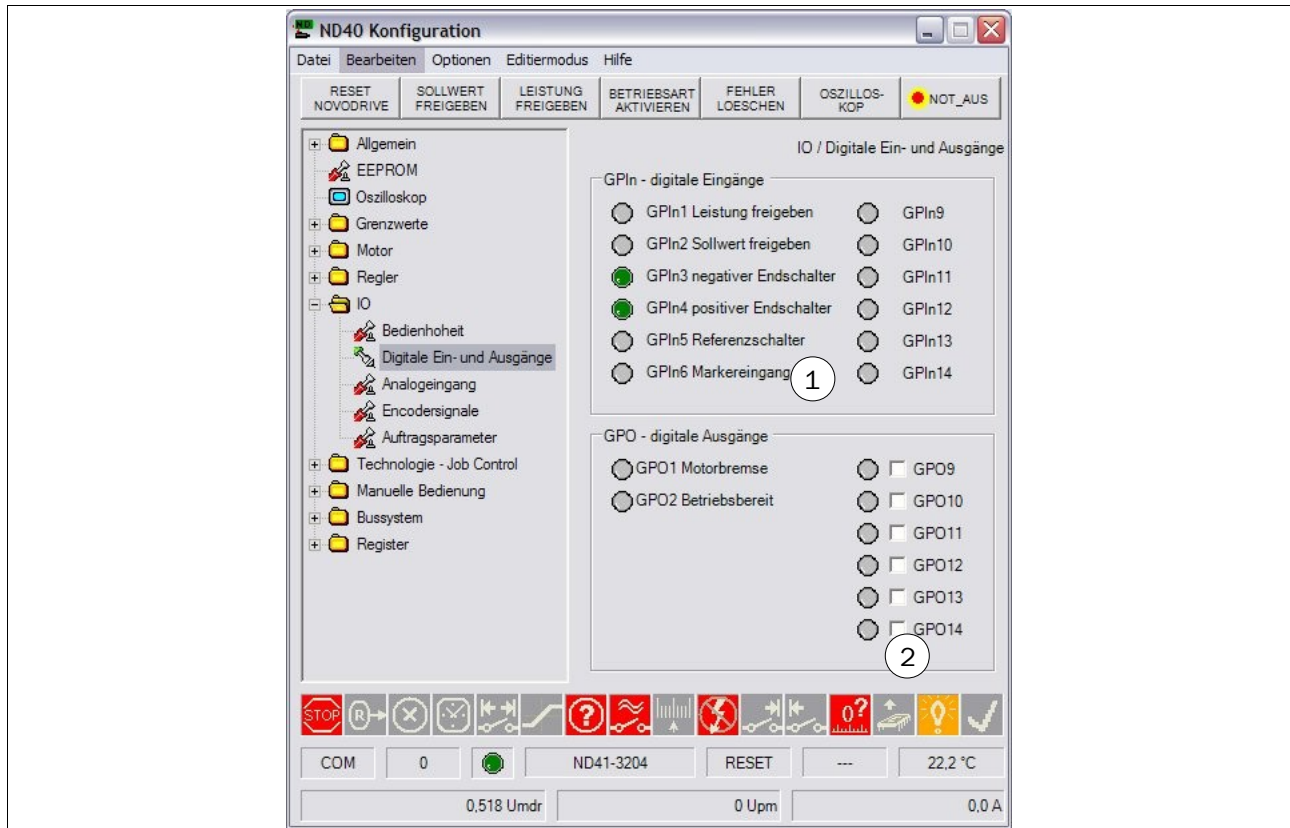 ND40 Konfiguration
Datei Bearbeiten Optionen Editiermodus Hilfe
RESET NOVODRIVE
SOLLWERT FREIGEBEN
LEISTUNG FREIGEBEN
BETRIEBSART AKTIVIEREN
FEHLER LOESCHEN
OSZILLOS-KOP
NOT_AUS
Allgemein
EEPROM
Oszilloskop
Grenzwerte
Motor
Regler
IO
Bedienhoheit
Digitale Ein- und Ausgänge
Analogeingang
Encodersignale
Auftragsparameter
Technologie - Job Control
Manuelle Bedienung
Bussystem
Register
IO / Digitale Ein- und Ausgänge
GPIn - digitale Eingänge
GPIn1 Leistung freigeben GPIn9
GPIn2 Sollwert freigeben GPIn10
GPIn3 negativer Endschalter GPIn11
GPIn4 positiver Endschalter GPIn12
GPIn5 Referenzschalter GPIn13
GPIn6 Markereingang 1 GPIn14
GPO - digitale Ausgänge
GPO1 Motorbremse GPO9
GPO2 Betriebsbereit GPO10
GPO11
GPO12
GPO13
GPO14
2
STOP R ? 0?
COM 0 ND41-3204 RESET --- 22,2 °C
0,518 Umdr 0 Upm 0,0 A